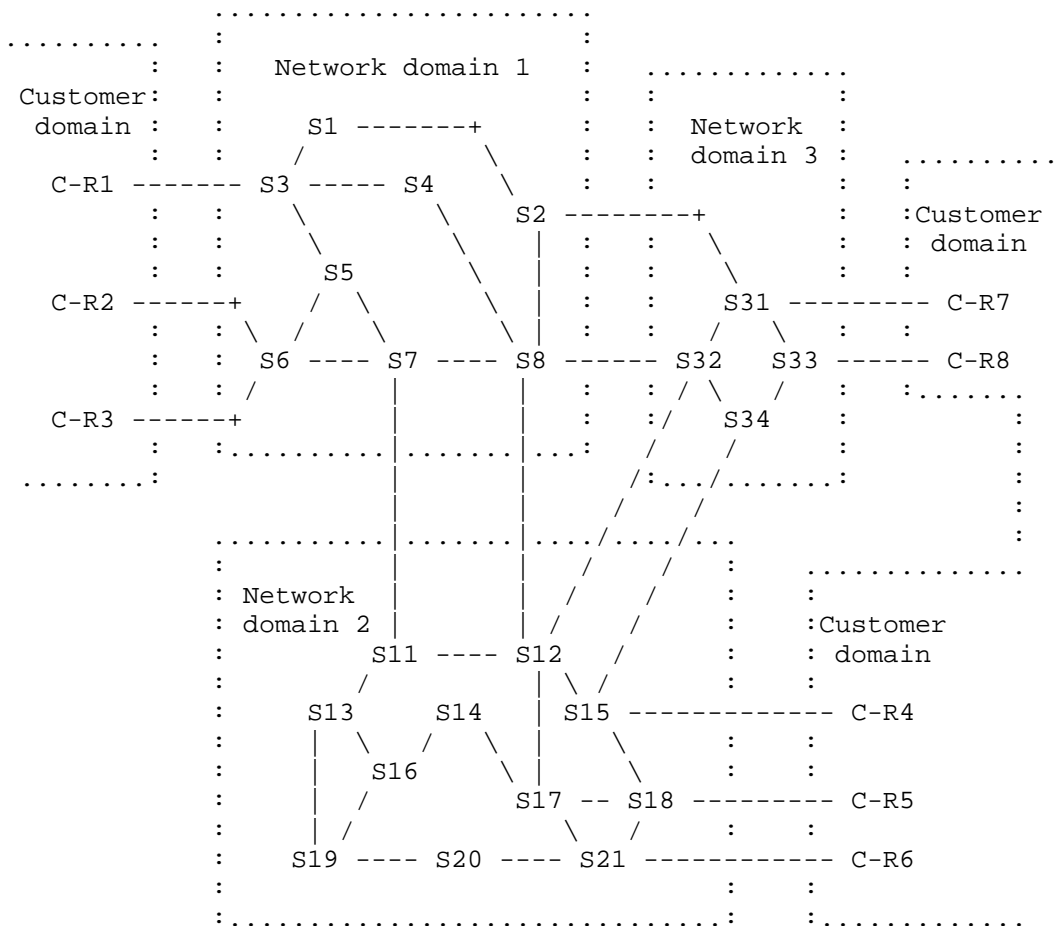 Network domain 1
Customer
domain
S1
Network
domain 3
C-R1 S3 S4
S2
Customer
domain
S5
C-R2 S31 C-R7
S6 S7 S8 S32 S33 C-R8
C-R3 S34
Network
domain 2
Customer
domain
S11 S12
S13 S14 S15 C-R4
S16
S17 S18 C-R5
S19 S20 S21 C-R6